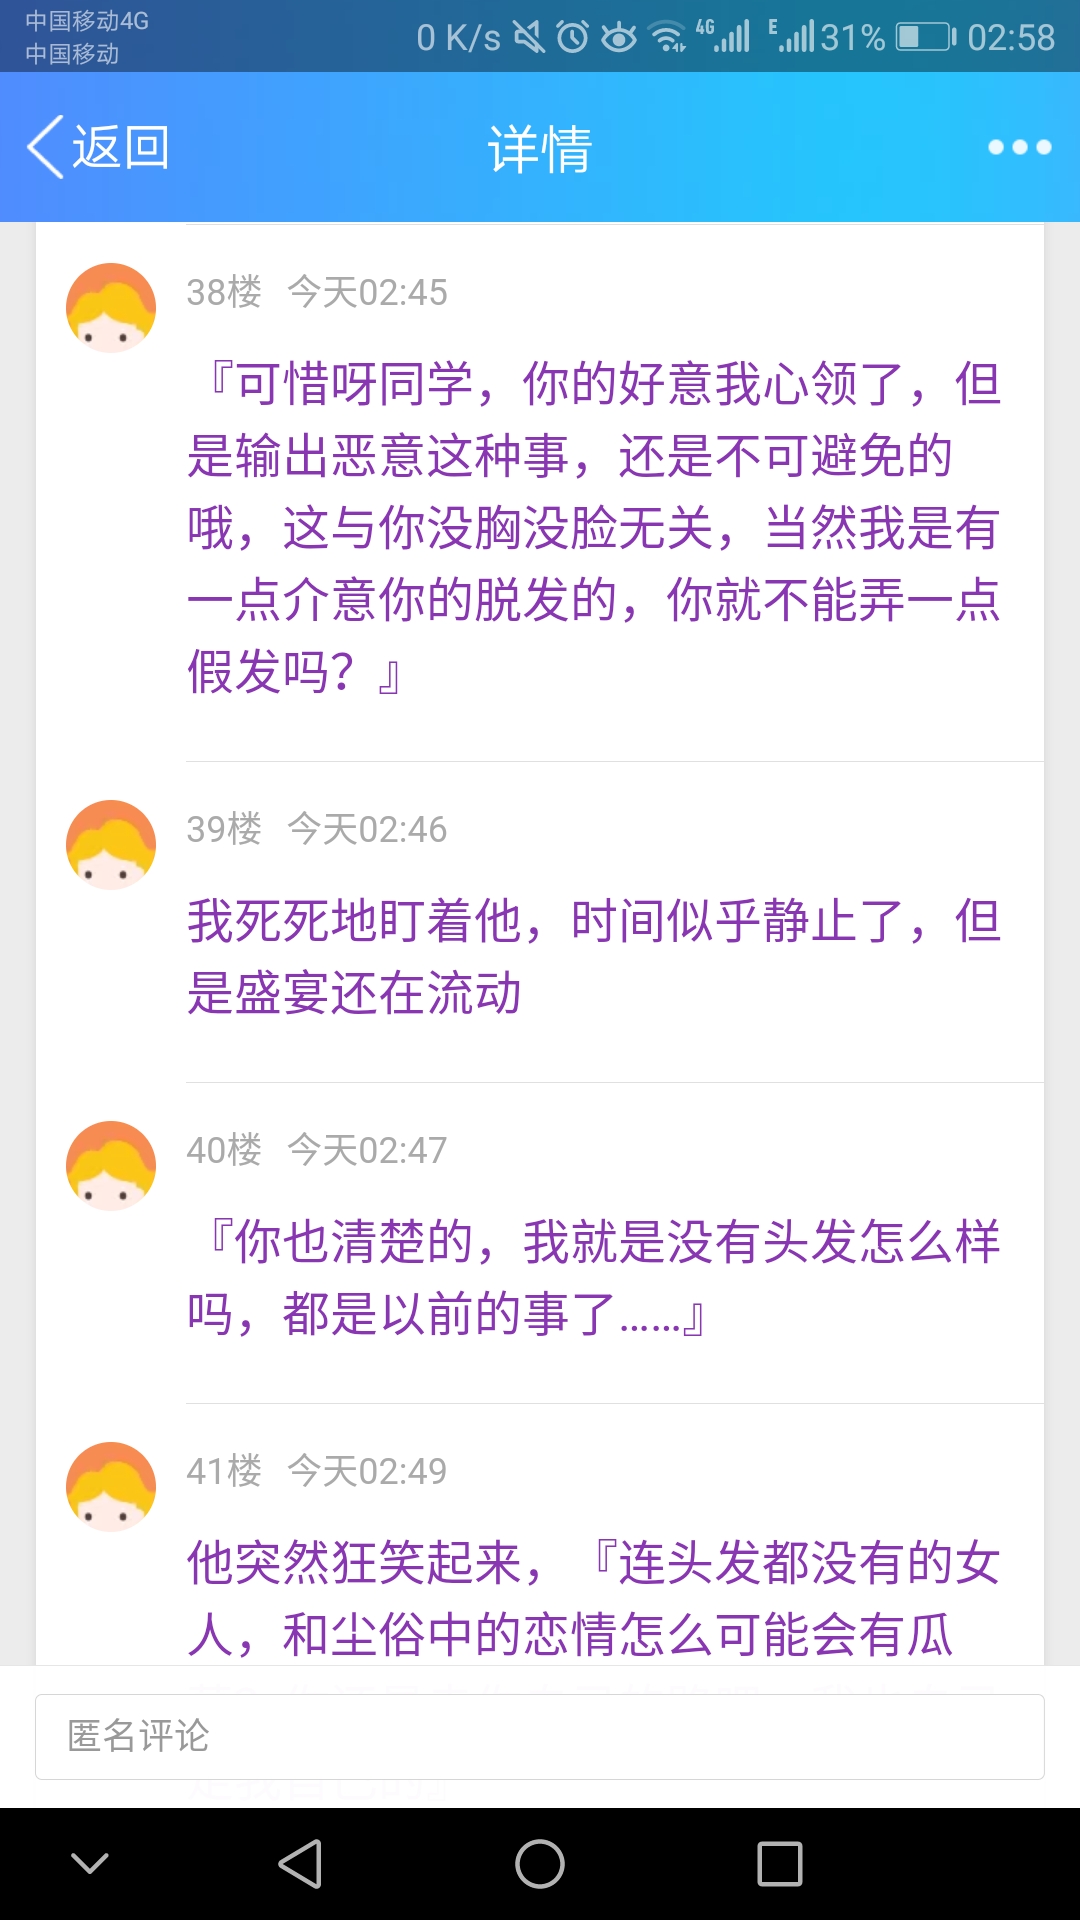 中国移动4G
中国移动
0 K/s 4G E 31% 02:58
返回
详情
38楼 今天02:45
『可惜呀同学，你的好意我心领了，但
是输出恶意这种事，还是不可避免的
哦，这与你没胸没脸无关，当然我是有
一点介意你的脱发的，你就不能弄一点
假发吗？』
39楼 今天02:46
我死死地盯着他，时间似乎静止了，但
是盛宴还在流动
40楼 今天02:47
『你也清楚的，我就是没有头发怎么样
吗，都是以前的事了……』
41楼 今天02:49
他突然狂笑起来，『连头发都没有的女
人，和尘俗中的恋情怎么可能会有瓜
匿名评论